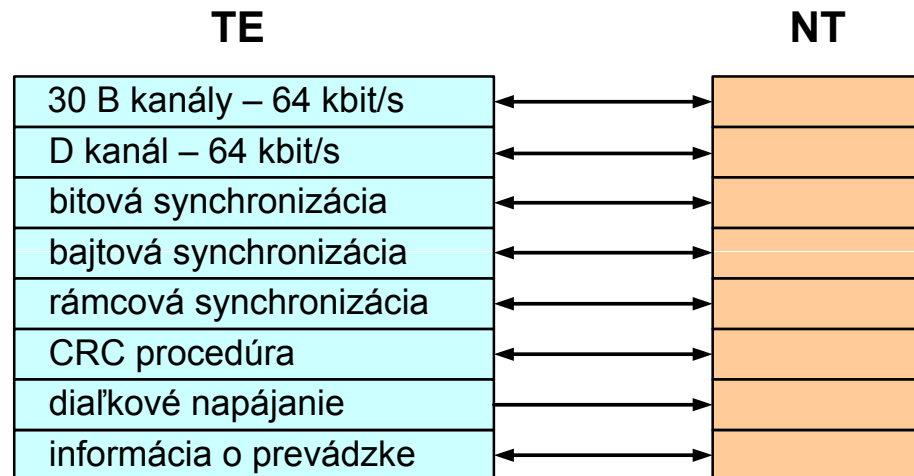 TE NT
30 B kanály – 64 kbit/s
D kanál – 64 kbit/s
bitová synchronizácia
bajtová synchronizácia
rámcová synchronizácia
CRC procedúra
diaľkové napájanie
informácia o prevádzke